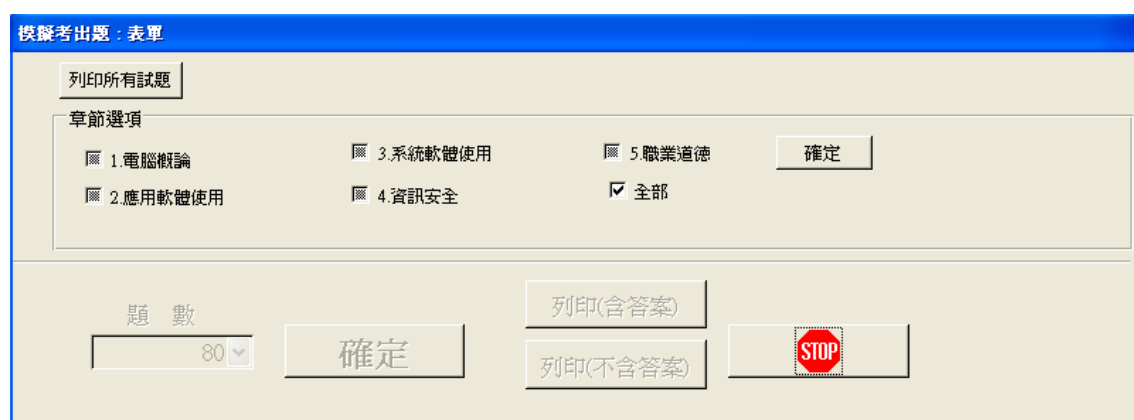 模擬考出題 : 表單
列印所有試題
章節選項
1.電腦概論
3.系統軟體使用
5.職業道德
確定
2.應用軟體使用
4.資訊安全
全部
題 數
80
確定
列印(含答案)
列印(不含答案)
STOP